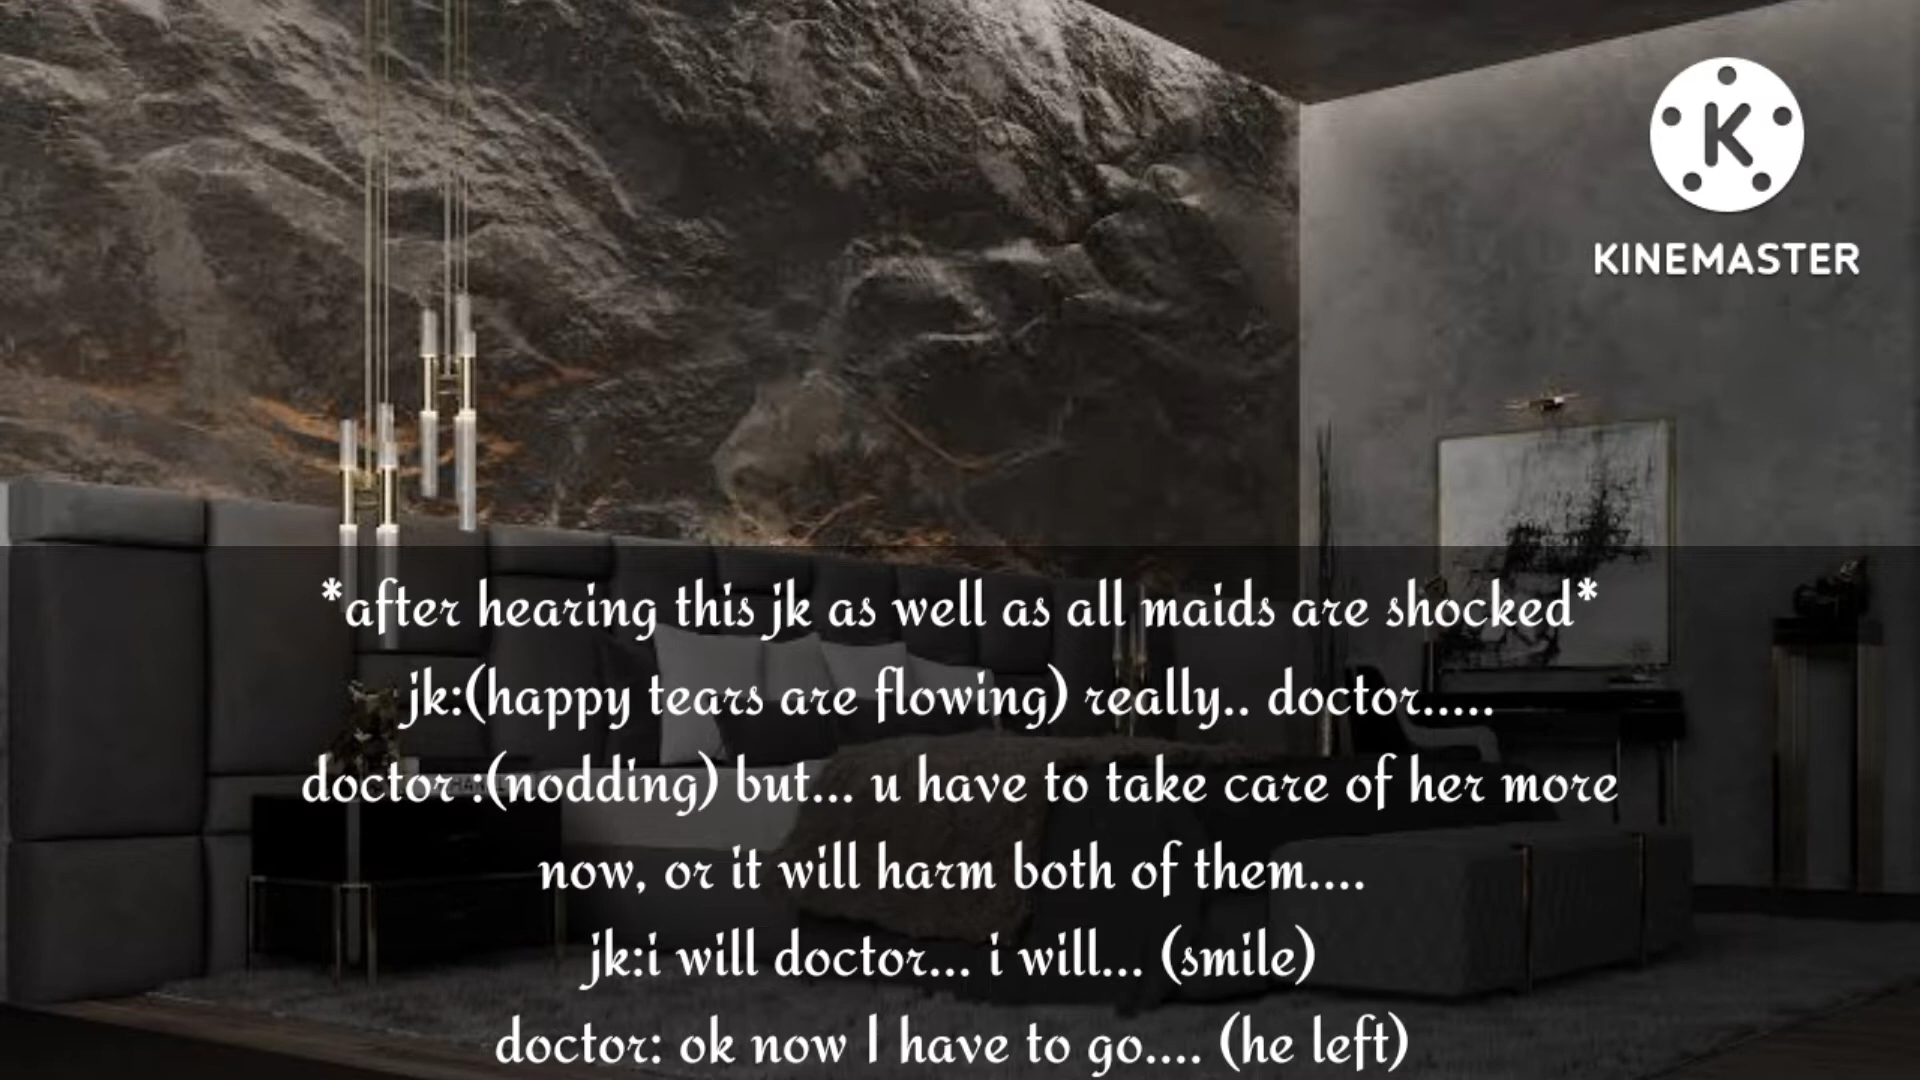 K
KINEMASTER
*after hearing this jk as well as all maids are shocked*
jk:(happy tears are flowing) really.. doctor.....
doctor :(nodding) but... u have to take care of her more
now, or it will harm both of them....
jk:i will doctor... i will... (smile)
doctor: ok now I have to go.... (he left)